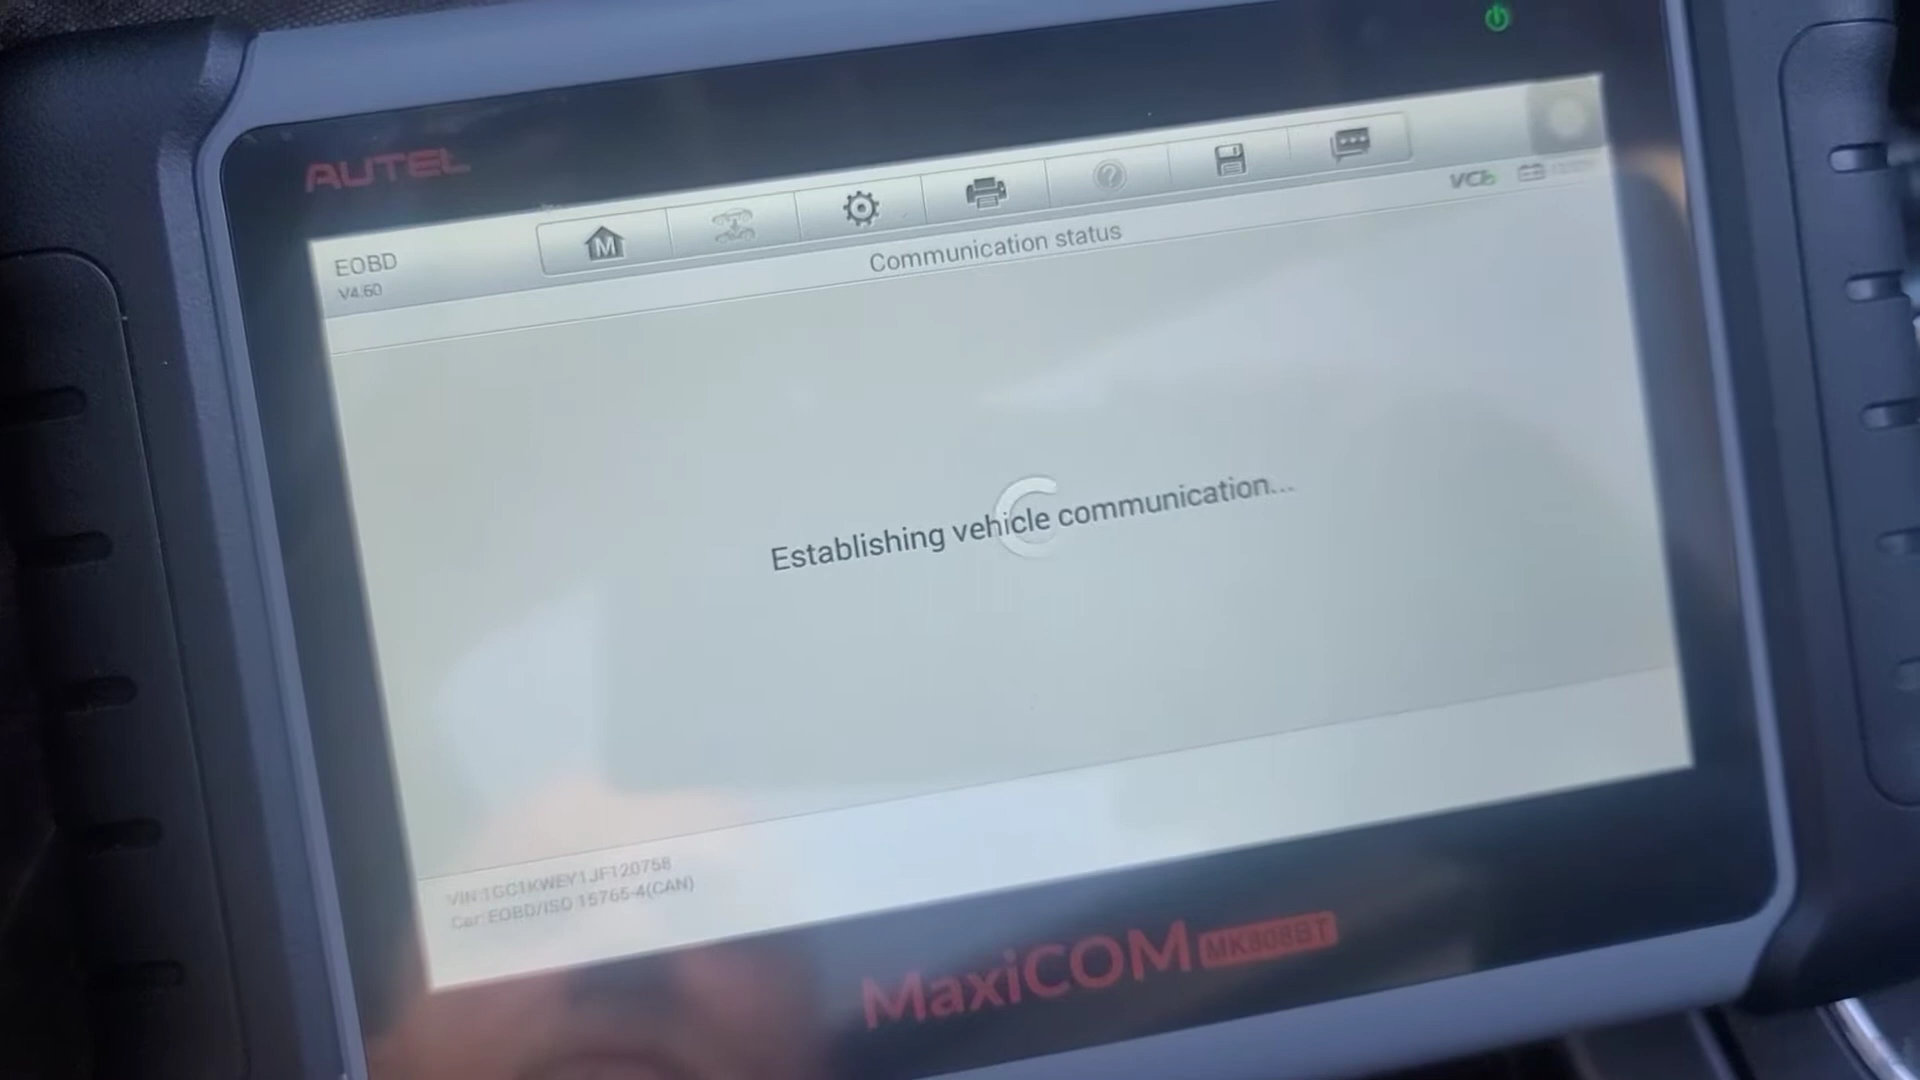 AUTEL
EOBD
V4.60
VCI
Communication status
Establishing vehicle communication...
VIN:1GC1KWEY1JF120758
Car:EOBD/ISO 15765-4(CAN)
MaxiCOM MK808BT